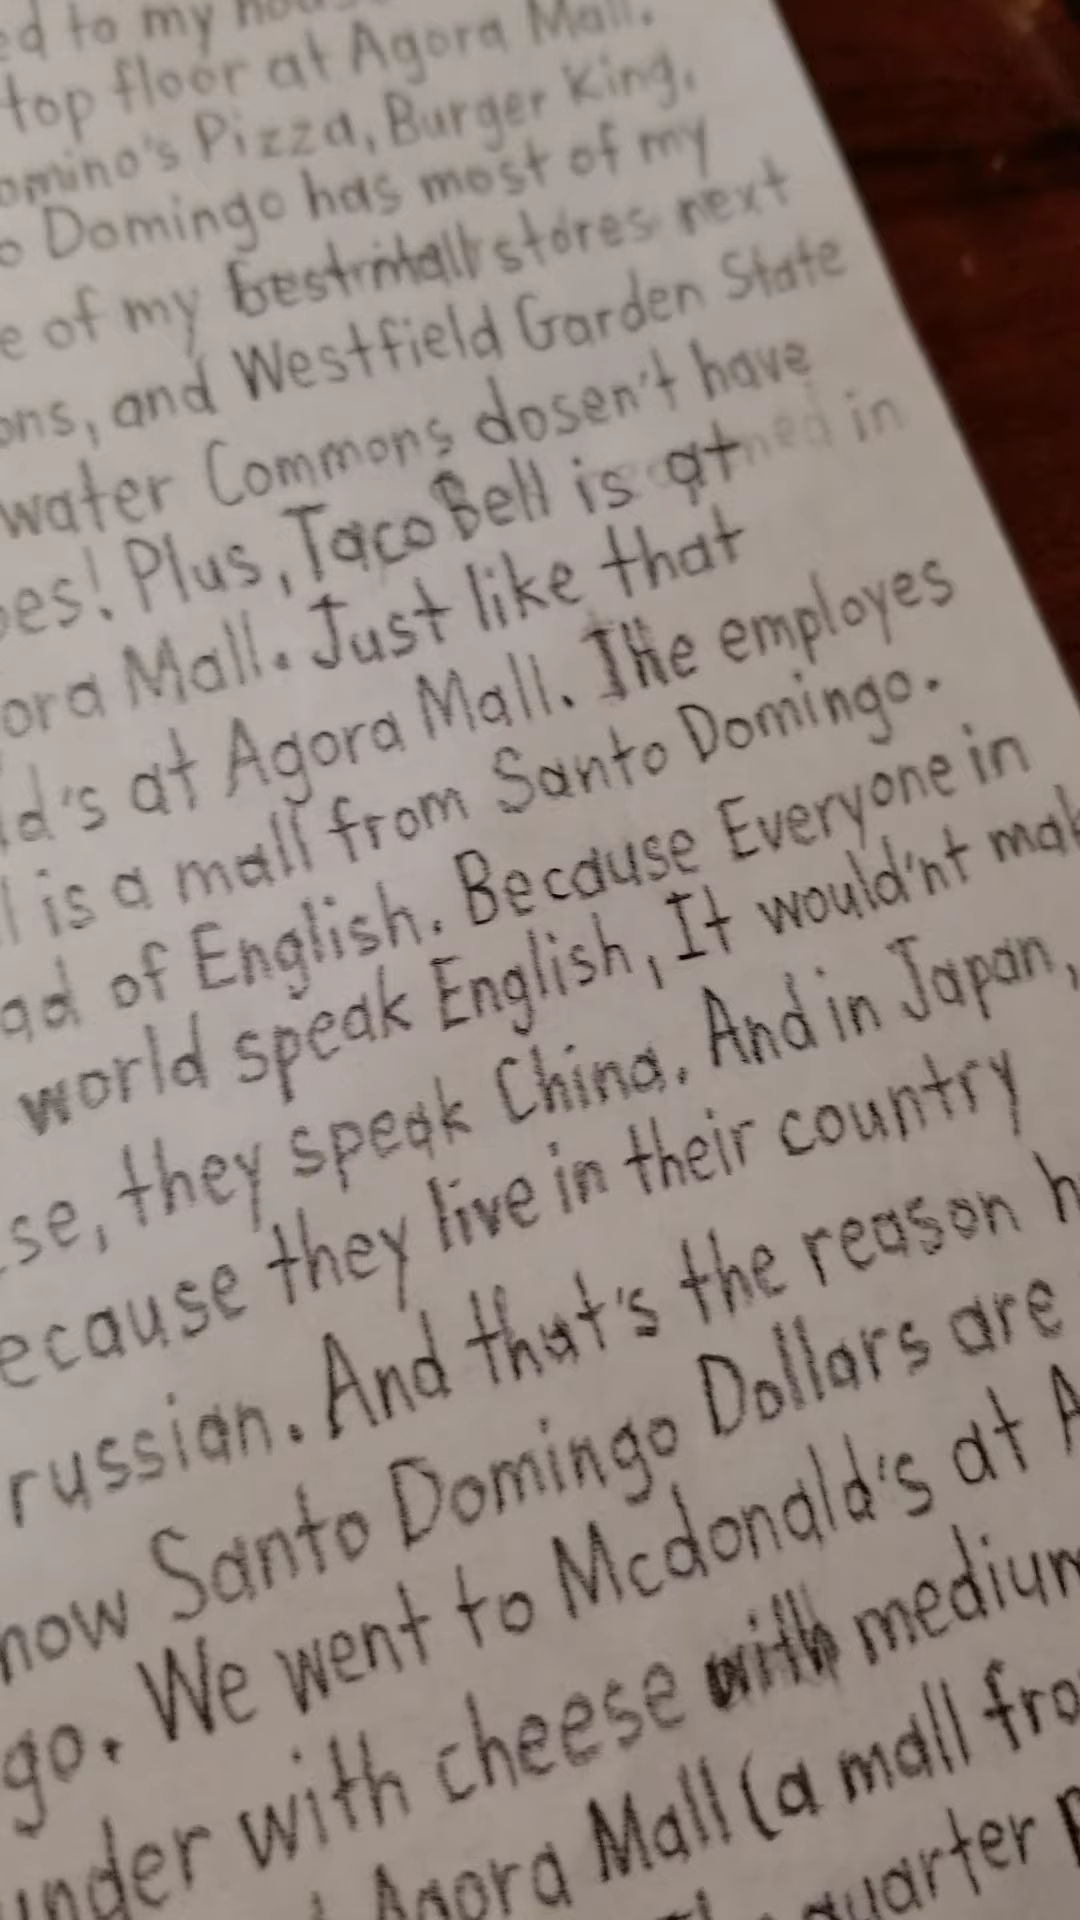 ed to my
top floor at Agora Mall.
omino's Pizza, Burger King,
o Domingo has most of my
e of my stores next
ons, and Westfield Garden State
water Commons dosen't have
es! Plus, Taco Bell is at in
ora Mall. Just like that
ld's at Agora Mall. The employes
l is a mall from Santo Domingo.
ad of English. Because Everyone in
world speak English, It would'nt mak
se, they speak China. And in Japan,
ecause they live in their country
russian. And that's the reason h
now Santo Domingo Dollars are
go. We went to Mcdonald's at A
under with cheese with medium
Agora Mall (a mall fro
quarter